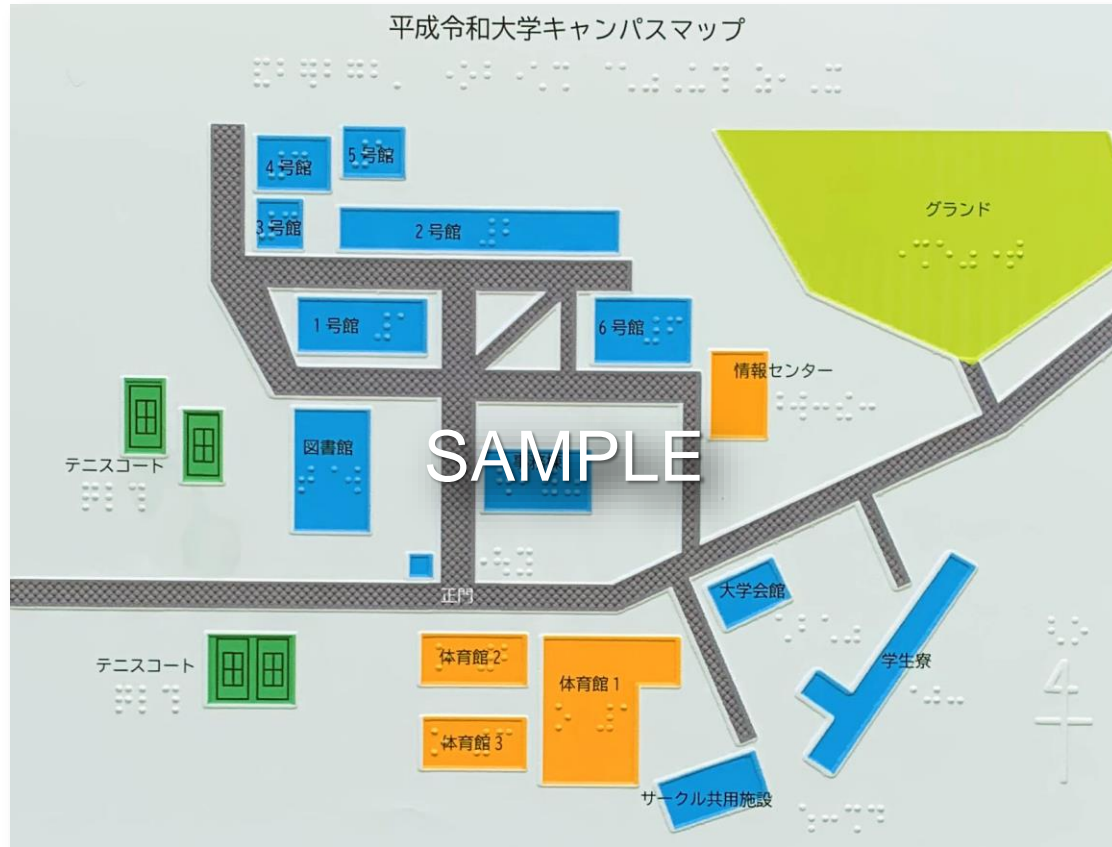 平成令和大学キャンパスマップ
4号館
5号館
3号館
2号館
グランド
1号館
6号館
情報センター
図書館
SAMPLE
テニスコート
正門
大学会館
テニスコート
体育館2
体育館1
学生寮
体育館3
サークル共用施設